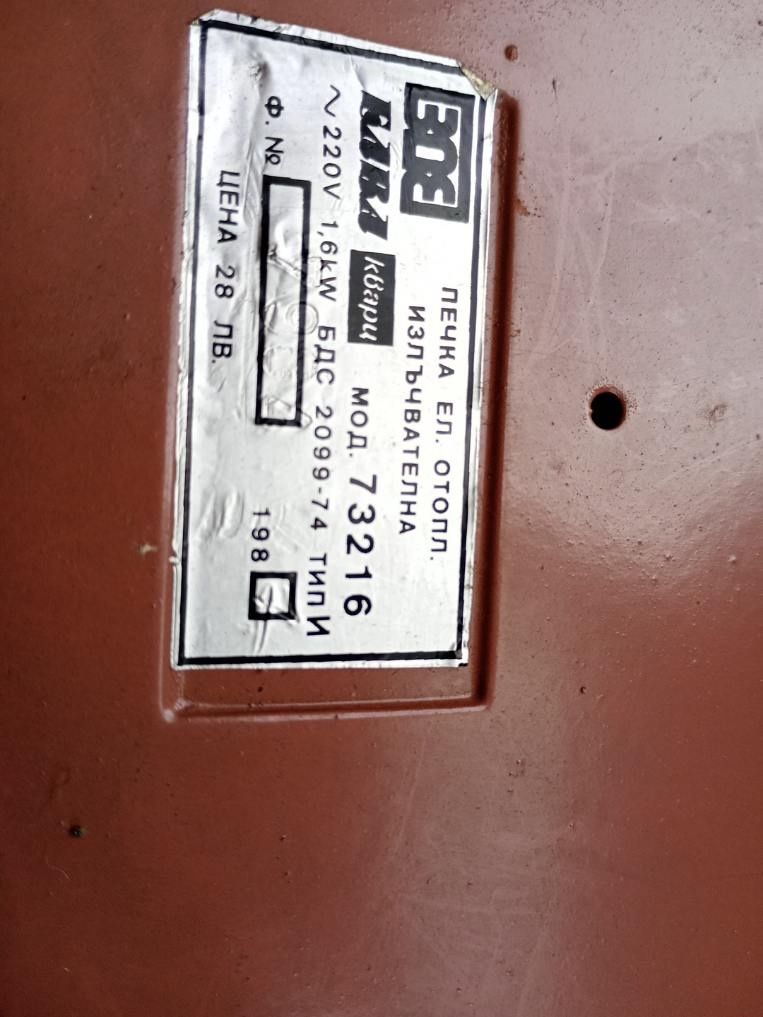 ПЕЧКА ЕЛ. ОТОПЛ.
ИЗЛЪЧВАТЕЛНА
кварц МОД. 73216
~220V 1,6kW БДС 2099-74 ТИП И
Ф. № 198
ЦЕНА 28 ЛВ.